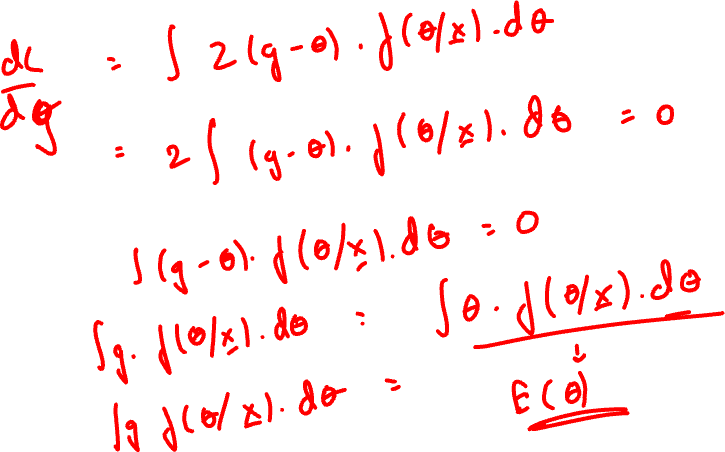 dL/dg = ∫ 2(g-θ). f(θ/x). dθ
= 2∫ (g-θ). f(θ/x). dθ = 0
∫(g-θ). f(θ/x). dθ = 0
∫g. f(θ/x). dθ = ∫θ. f(θ/x). dθ
↓
∫g f(θ/x). dθ = E(θ)